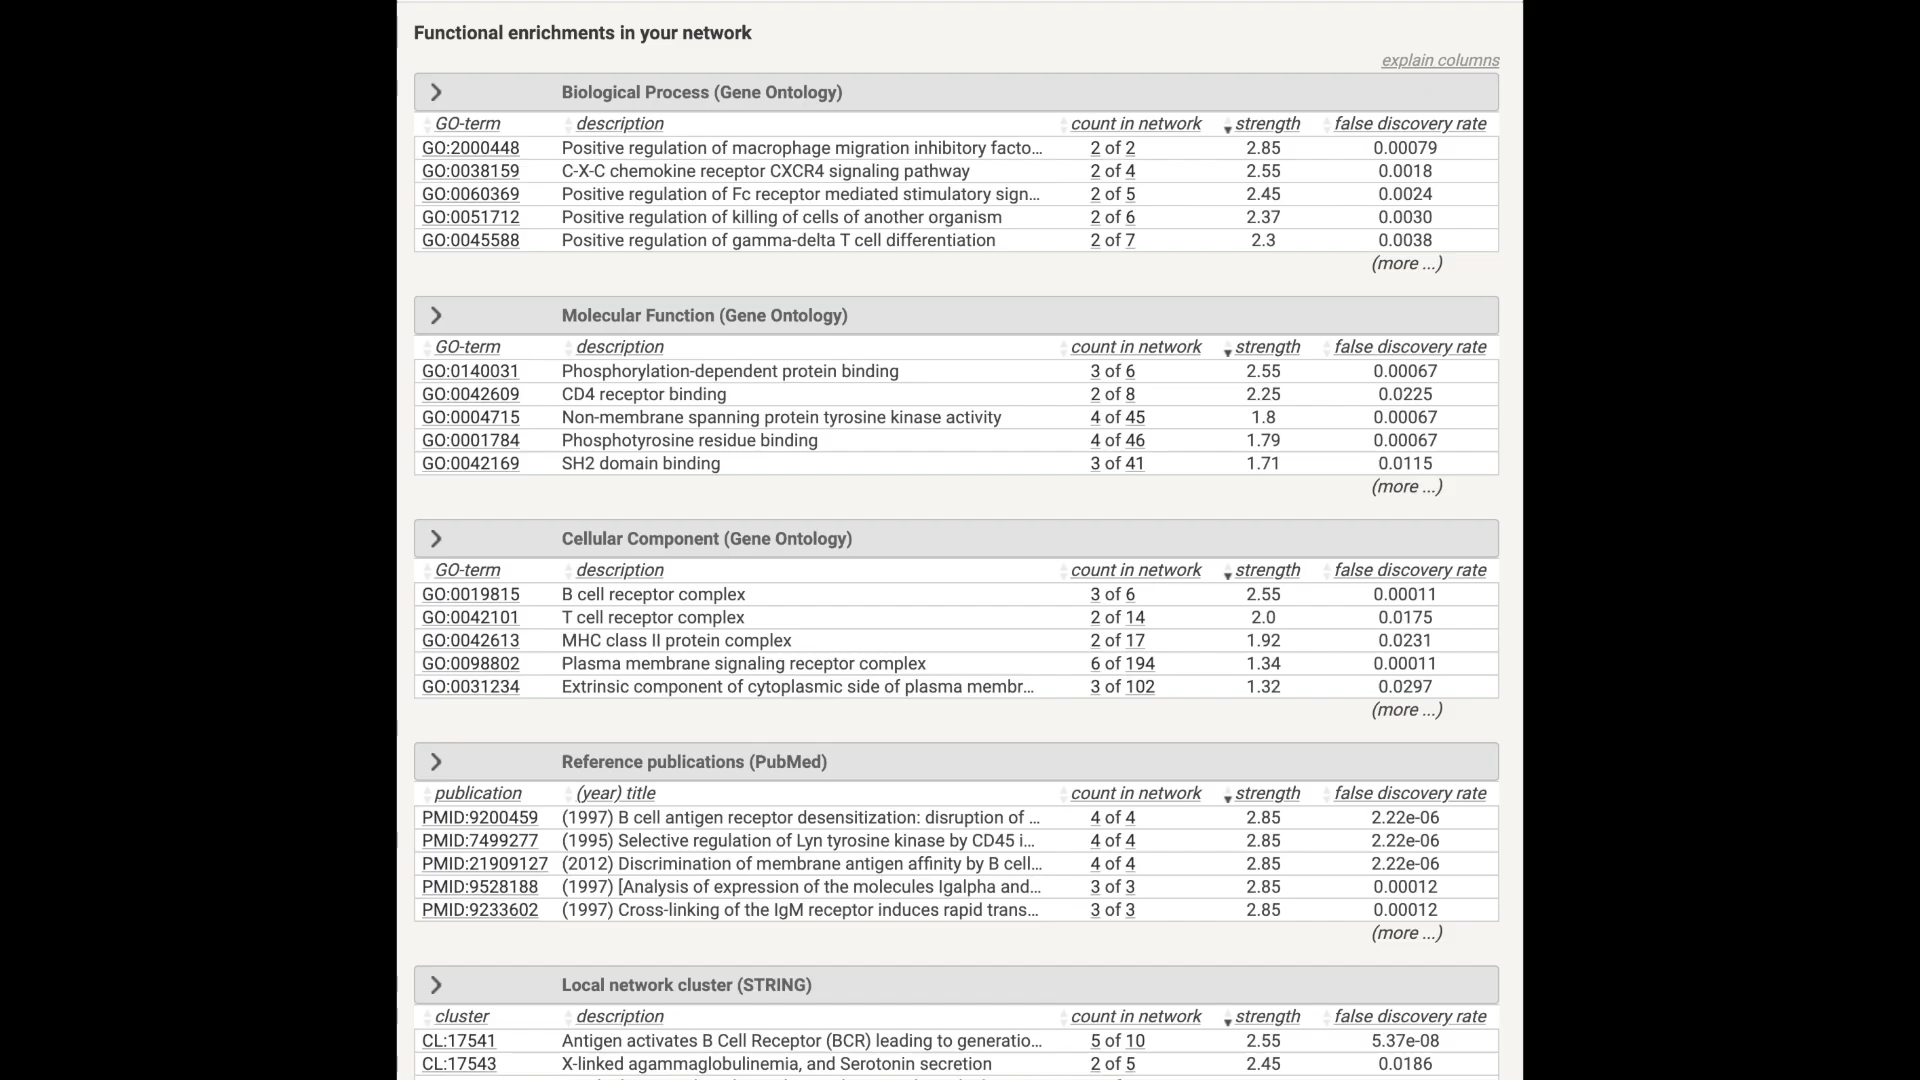 Functional enrichments in your network
explain columns
Biological Process (Gene Ontology)
GO-term description count in network strength false discovery rate
GO:2000448 Positive regulation of macrophage migration inhibitory facto... 2 of 2 2.85 0.00079
GO:0038159 C-X-C chemokine receptor CXCR4 signaling pathway 2 of 4 2.55 0.0018
GO:0060369 Positive regulation of Fc receptor mediated stimulatory sign... 2 of 5 2.45 0.0024
GO:0051712 Positive regulation of killing of cells of another organism 2 of 6 2.37 0.0030
GO:0045588 Positive regulation of gamma-delta T cell differentiation 2 of 7 2.3 0.0038
(more ...)
Molecular Function (Gene Ontology)
GO-term description count in network strength false discovery rate
GO:0140031 Phosphorylation-dependent protein binding 3 of 6 2.55 0.00067
GO:0042609 CD4 receptor binding 2 of 8 2.25 0.0225
GO:0004715 Non-membrane spanning protein tyrosine kinase activity 4 of 45 1.8 0.00067
GO:0001784 Phosphotyrosine residue binding 4 of 46 1.79 0.00067
GO:0042169 SH2 domain binding 3 of 41 1.71 0.0115
(more ...)
Cellular Component (Gene Ontology)
GO-term description count in network strength false discovery rate
GO:0019815 B cell receptor complex 3 of 6 2.55 0.00011
GO:0042101 T cell receptor complex 2 of 14 2.0 0.0175
GO:0042613 MHC class II protein complex 2 of 17 1.92 0.0231
GO:0098802 Plasma membrane signaling receptor complex 6 of 194 1.34 0.00011
GO:0031234 Extrinsic component of cytoplasmic side of plasma membr... 3 of 102 1.32 0.0297
(more ...)
Reference publications (PubMed)
publication (year) title count in network strength false discovery rate
PMID:9200459 (1997) B cell antigen receptor desensitization: disruption of ... 4 of 4 2.85 2.22e-06
PMID:7499277 (1995) Selective regulation of Lyn tyrosine kinase by CD45 i... 4 of 4 2.85 2.22e-06
PMID:21909127 (2012) Discrimination of membrane antigen affinity by B cell... 4 of 4 2.85 2.22e-06
PMID:9528188 (1997) [Analysis of expression of the molecules Igalpha and... 3 of 3 2.85 0.00012
PMID:9233602 (1997) Cross-linking of the IgM receptor induces rapid trans... 3 of 3 2.85 0.00012
(more ...)
Local network cluster (STRING)
cluster description count in network strength false discovery rate
CL:17541 Antigen activates B Cell Receptor (BCR) leading to generatio... 5 of 10 2.55 5.37e-08
CL:17543 X-linked agammaglobulinemia, and Serotonin secretion 2 of 5 2.45 0.0186